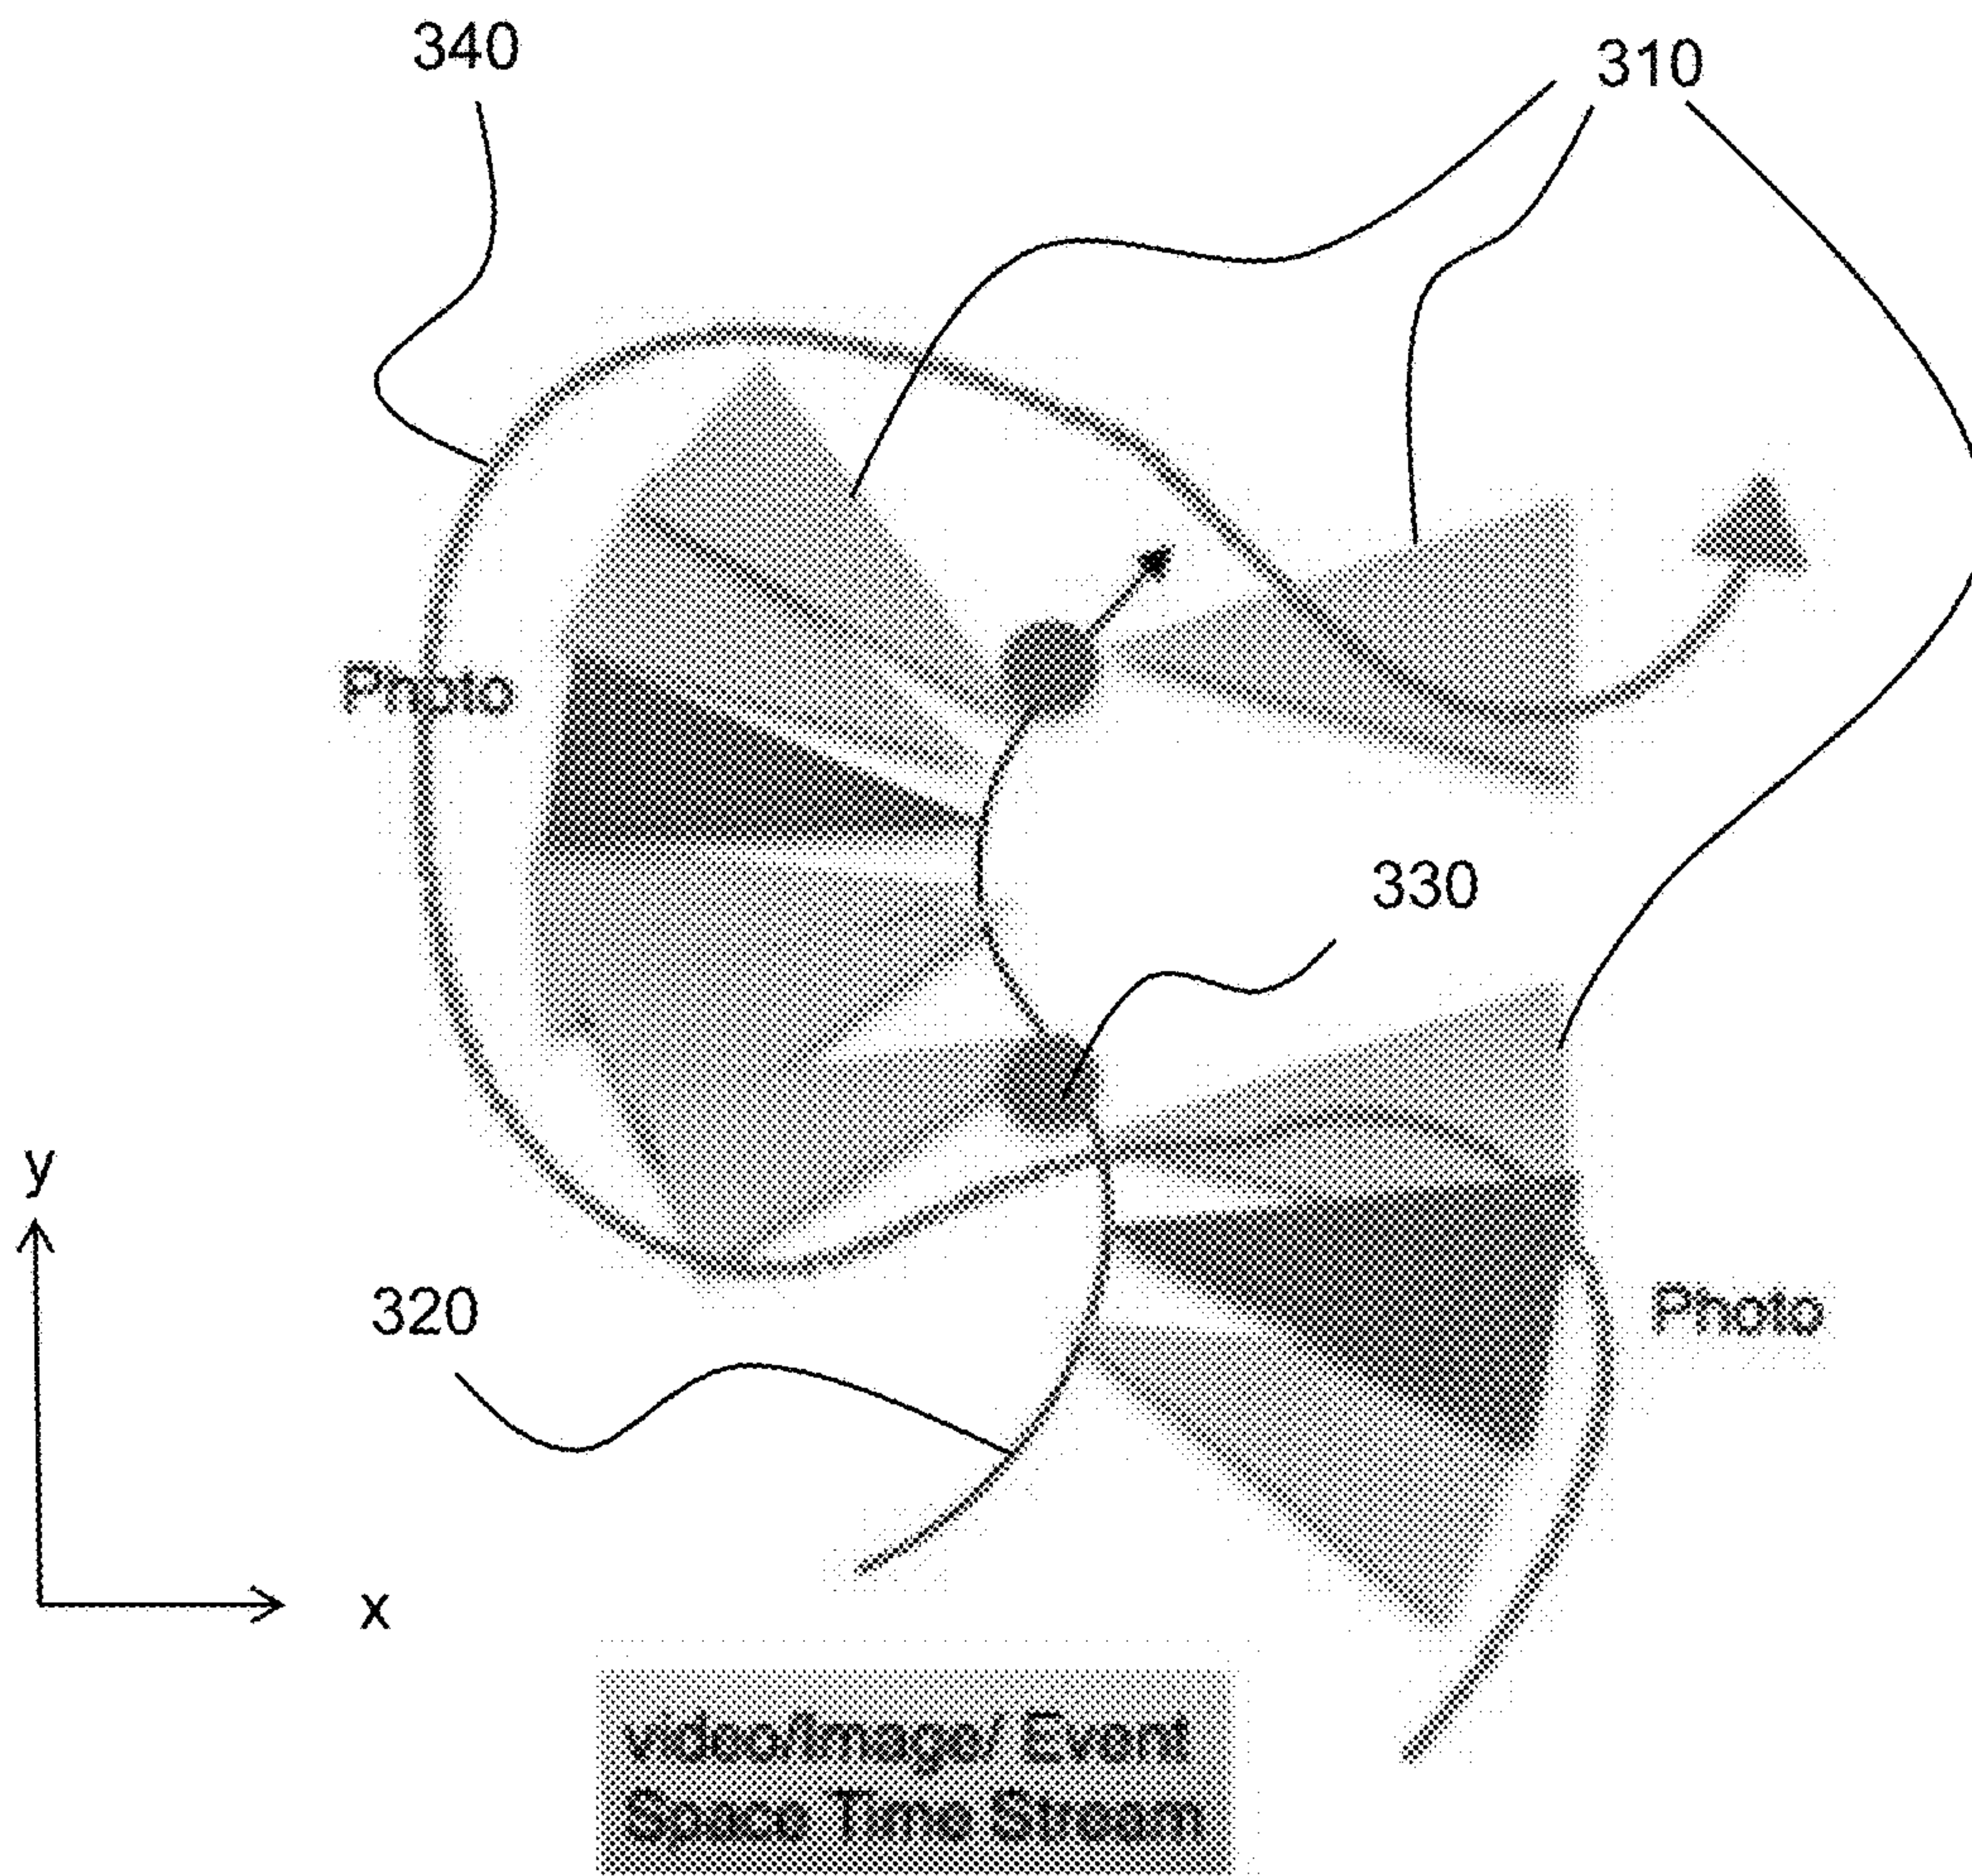 340
310
Photo
330
y
320
Photo
x
video/Image/ Event
Space Time Stream